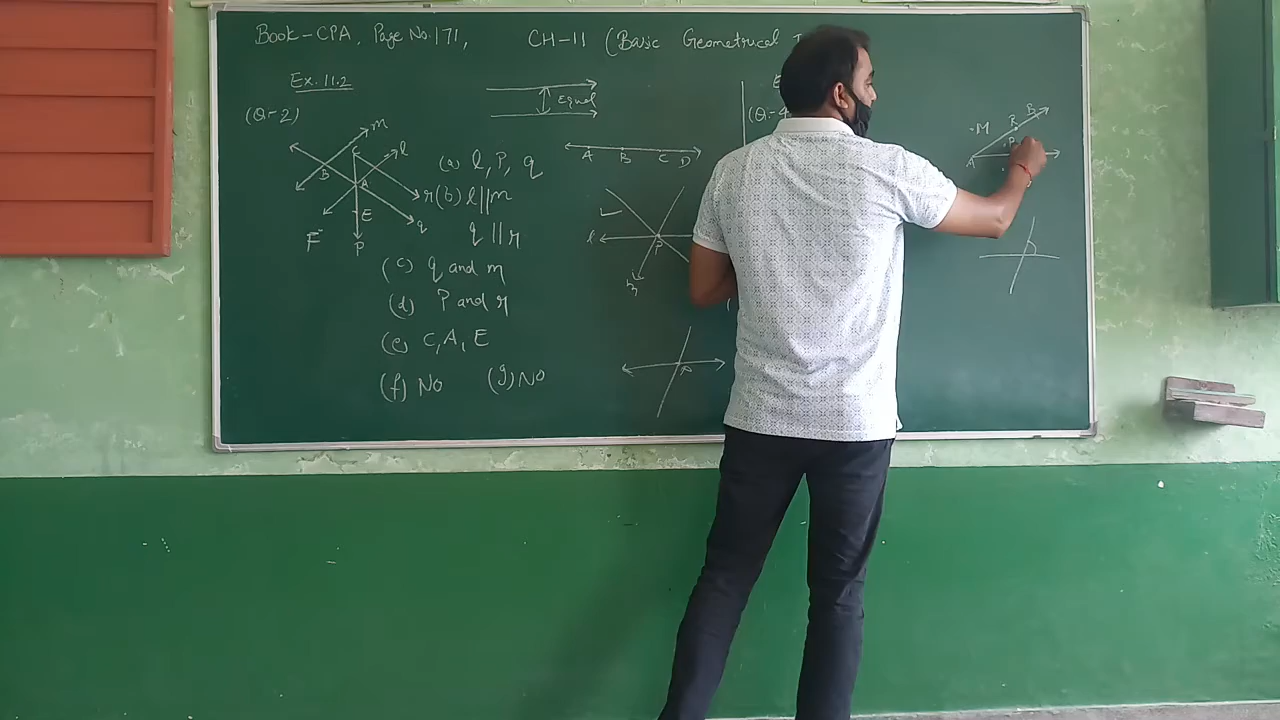 Book-CPA, Page No.171, CH-11 (Basic Geometrical
Ex. 11.2
(Q-2)
Equal
(Q-4
m
l
C
B
A
r
E
q
F
P
(a) l, P, q
(b) l||m
q||r
(c) q and m
(d) P and r
(e) C, A, E
(f) No (g) No
A B C D
l
P
M R B
P
A